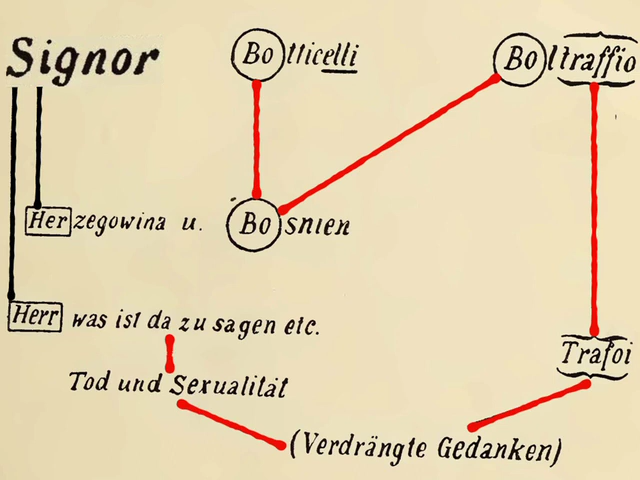 Signor Botticelli Boltraffio
Herzegowina u. Bosnien
Herr was ist da zu sagen etc.
Trafoi
Tod und Sexualität
(Verdrängte Gedanken)